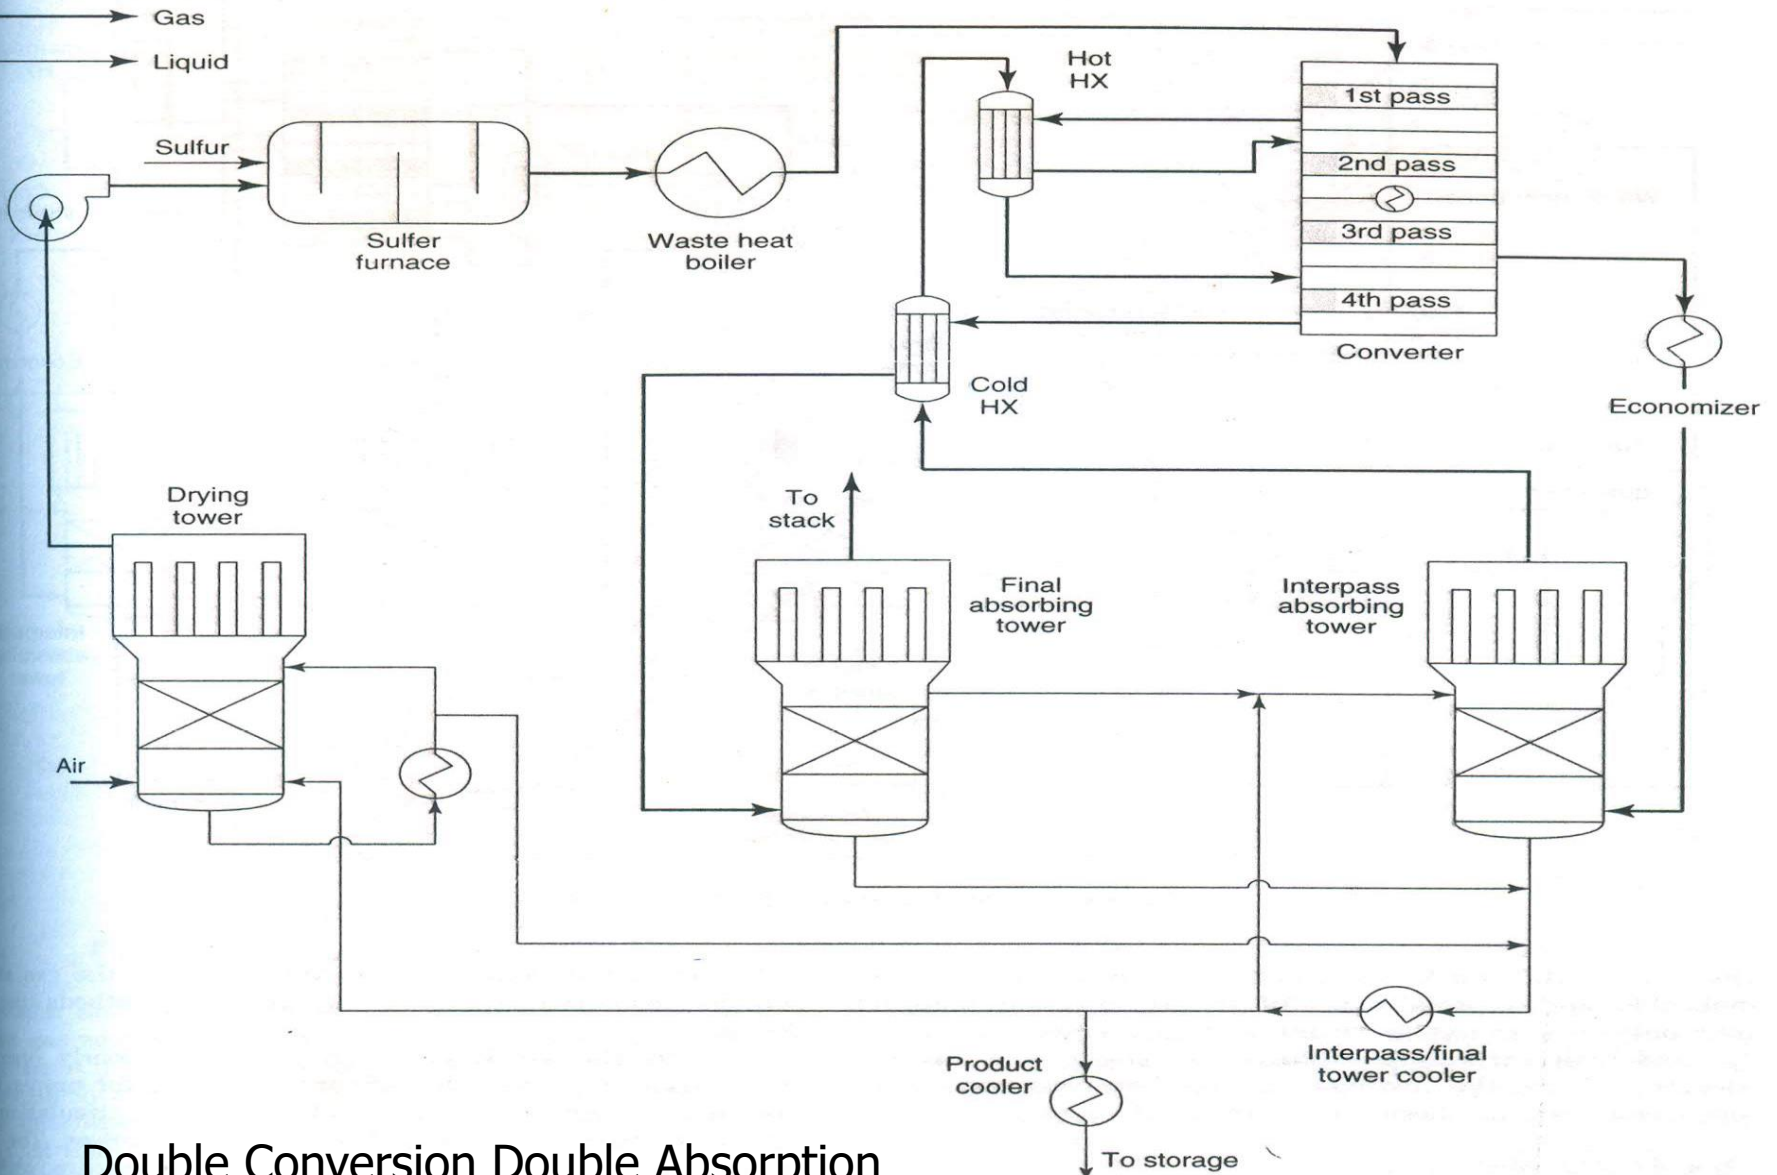 Gas
Liquid
Hot
HX
1st pass
Sulfur
2nd pass
Sulfer
furnace
Waste heat
boiler
3rd pass
4th pass
Converter
Cold
HX
Economizer
Drying
tower
To
stack
Final
absorbing
tower
Interpass
absorbing
tower
Air
Product
cooler
Interpass/final
tower cooler
To storage
Double Conversion Double Absorption